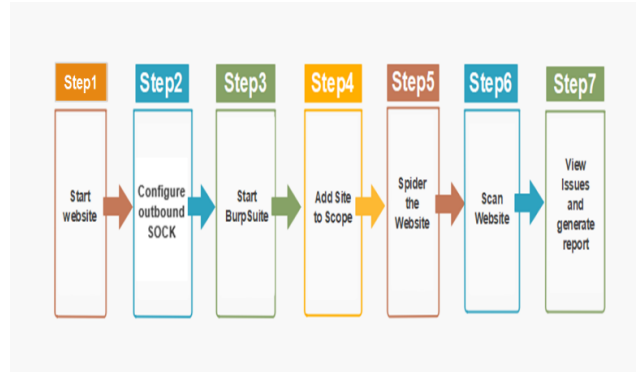 Step1
Start
website
Step2
Configure
outbound
SOCK
Step3
Start
BurpSuite
Step4
Add Site
to Scope
Step5
Spider
the
Website
Step6
Scan
Website
Step7
View
Issues
and
generate
report